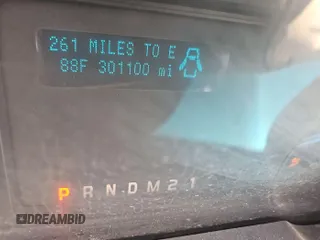 261 MILES TO E
88F 301100 mi
P R N D M 2 1
DREAMBID